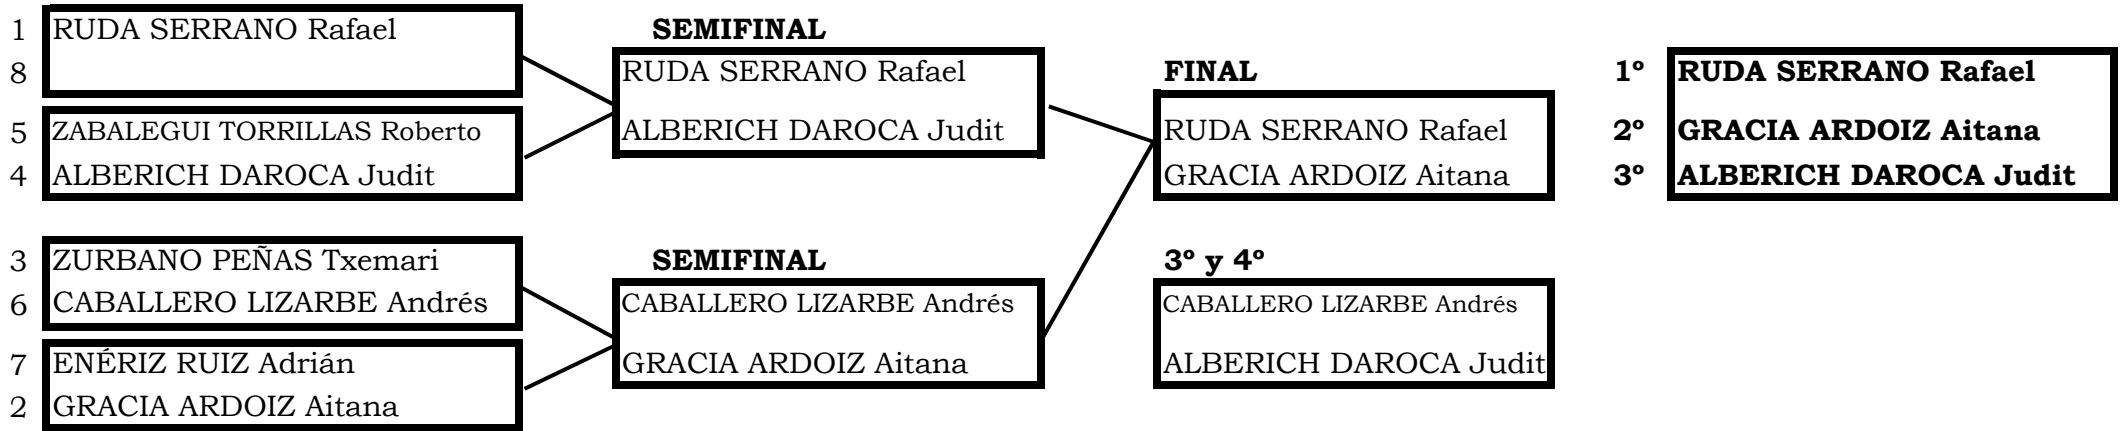 1 RUDA SERRANO Rafael
8
5 ZABALEGUI TORRILLAS Roberto
4 ALBERICH DAROCA Judit
3 ZURBANO PEÑAS Txemari
6 CABALLERO LIZARBE Andrés
7 ENÉRIZ RUIZ Adrián
2 GRACIA ARDOIZ Aitana
SEMIFINAL
RUDA SERRANO Rafael
ALBERICH DAROCA Judit
SEMIFINAL
CABALLERO LIZARBE Andrés
GRACIA ARDOIZ Aitana
FINAL
RUDA SERRANO Rafael
GRACIA ARDOIZ Aitana
3º y 4º
CABALLERO LIZARBE Andrés
ALBERICH DAROCA Judit
1º RUDA SERRANO Rafael
2º GRACIA ARDOIZ Aitana
3º ALBERICH DAROCA Judit